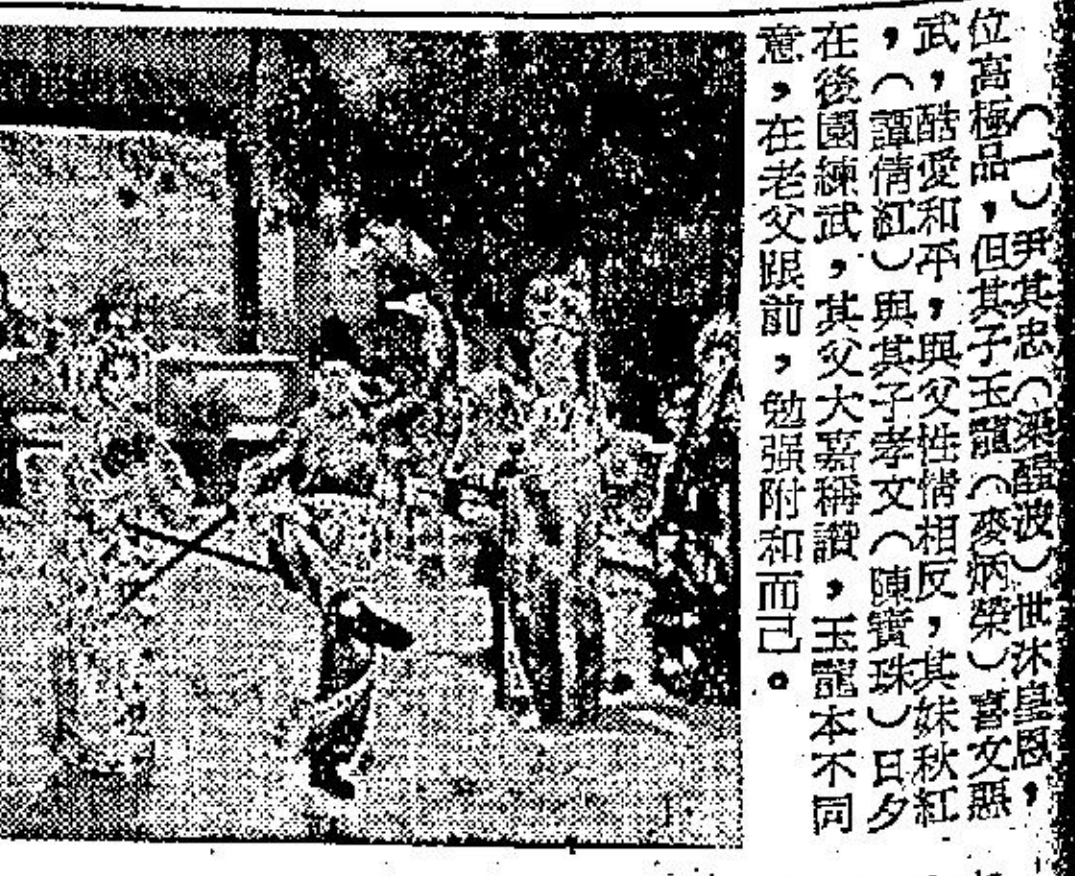 （1）尹其忠（梁醒波）世沐皇恩，
位高極品，但其子玉龍（麥炳榮）喜文惡
武，酷愛和平，與父性情相反，其妹秋紅
，（譚倩紅）與其子孝文（陳寶珠）日夕
在後園練武，其父大嘉稱讚，玉龍本不同
意，在老父跟前，勉强附和而己。